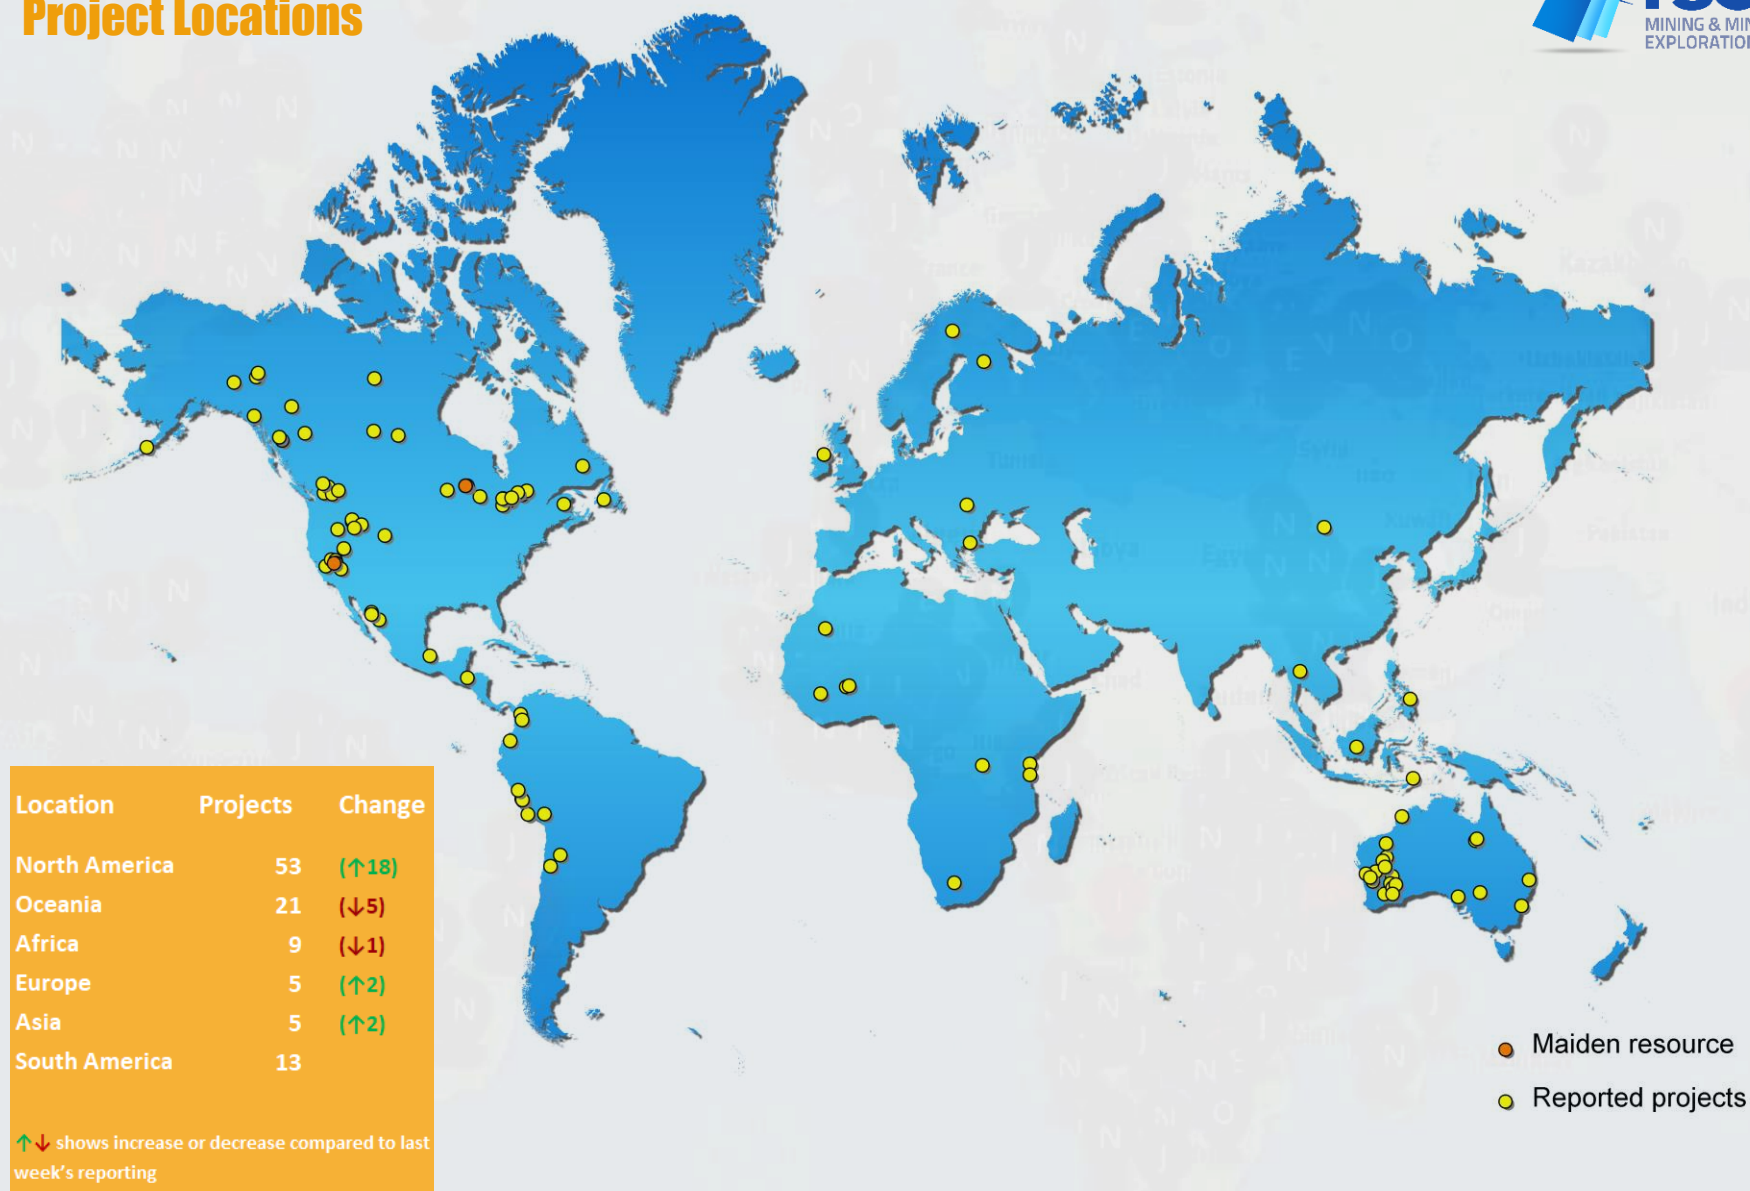 Project Locations
MINING & MIN
EXPLORATION
Location Projects Change
North America 53 (↑18)
Oceania 21 (↓5)
Africa 9 (↓1)
Europe 5 (↑2)
Asia 5 (↑2)
South America 13
↑↓ shows increase or decrease compared to last
week's reporting
Maiden resource
Reported projects